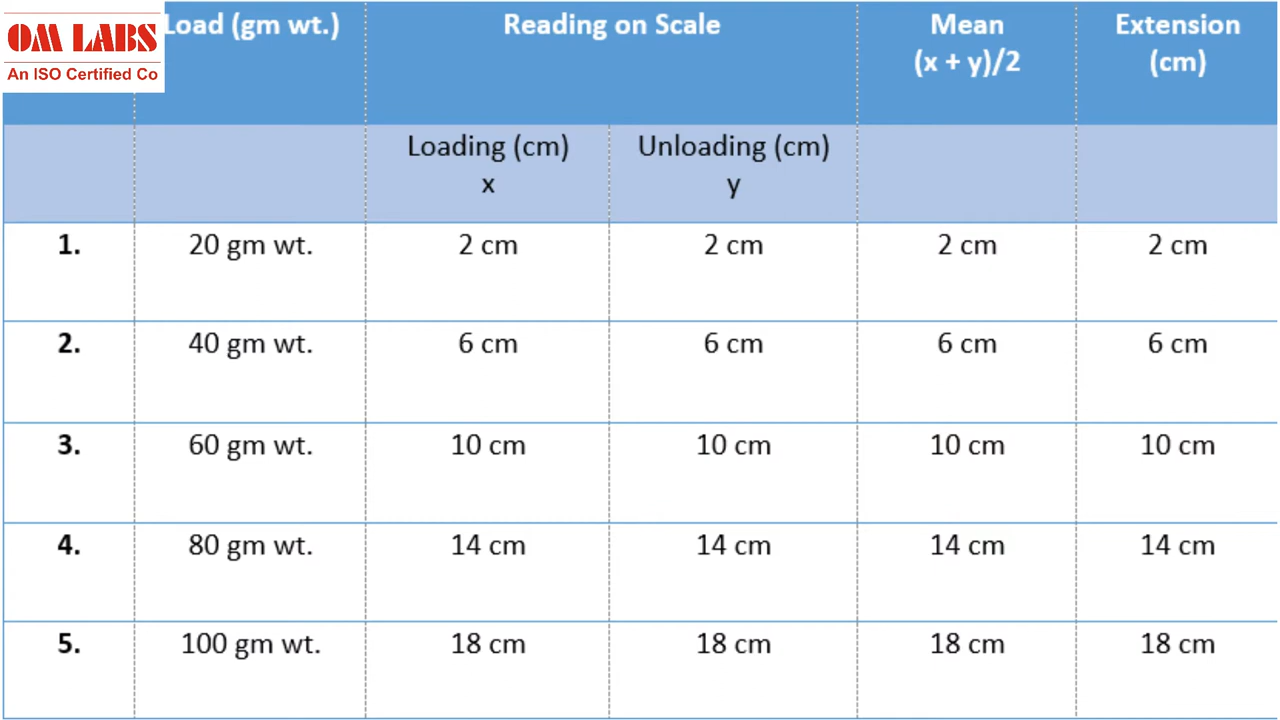 OM LABS
An ISO Certified Co
Load (gm wt.)
Reading on Scale
Mean
(x + y)/2
Extension
(cm)
Loading (cm)
x
Unloading (cm)
y
1. 20 gm wt. 2 cm 2 cm 2 cm 2 cm
2. 40 gm wt. 6 cm 6 cm 6 cm 6 cm
3. 60 gm wt. 10 cm 10 cm 10 cm 10 cm
4. 80 gm wt. 14 cm 14 cm 14 cm 14 cm
5. 100 gm wt. 18 cm 18 cm 18 cm 18 cm